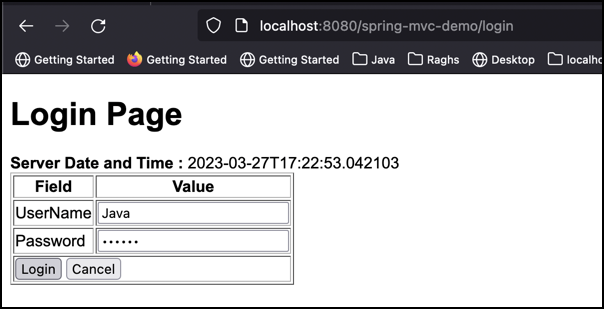 localhost:8080/spring-mvc-demo/login
Getting Started Getting Started Getting Started Java Raghs Desktop localho
Login Page
Server Date and Time : 2023-03-27T17:22:53.042103
Field Value
UserName Java
Password ······
Login Cancel